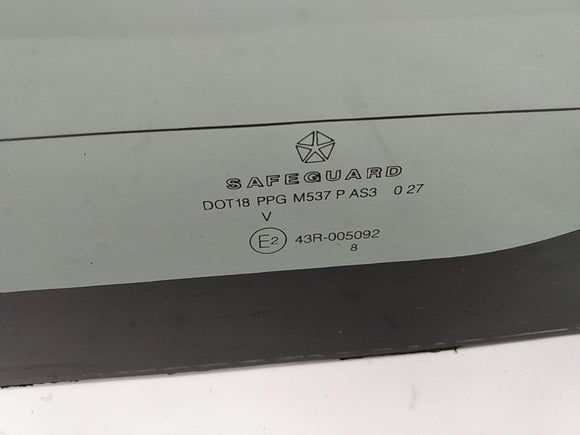 SAFEGUARD
DOT18 PPG M537 P AS3 0 27
V
E2 43R-005092
8